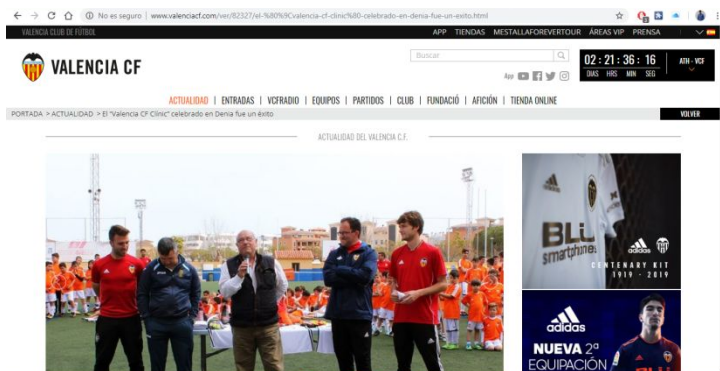 No es seguro | www.valenciacf.com/ver/82327/el-%80%9Cvalencia-cf-clinic%80-celebrado-en-denia-fue-un-exito.html
VALENCIA CLUB DE FÚTBOL APP TIENDAS MESTALLAFOREVERTOUR ÁREAS VIP PRENSA
VALENCIA CF
Buscar
App
02 : 21 : 36 : 16
DIAS HRS MIN SEG
ATH - VCF
ACTUALIDAD | ENTRADAS | VCFRADIO | EQUIPOS | PARTIDOS | CLUB | FUNDACIÓ | AFICIÓN | TIENDA ONLINE
PORTADA > ACTUALIDAD > El "Valencia CF Clinic" celebrado en Denia fue un éxito VOLVER
ACTUALIDAD DEL VALENCIA C.F.
BLU
smartphones
adidas
CENTENARY KIT
1919 - 2019
adidas
NUEVA 2ª
EQUIPACIÓN